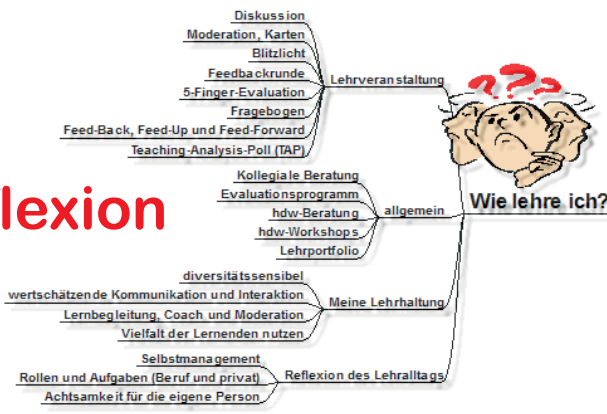 Diskussion
Moderation, Karten
Blitzlicht
Feedbackrunde
5-Finger-Evaluation
Fragebogen
Feed-Back, Feed-Up und Feed-Forward
Teaching-Analysis-Poll (TAP)
Lehrveranstaltung
???
Kollegiale Beratung
Evaluationsprogramm
hdw-Beratung
hdw-Workshops
Lehrportfolio
allgemein
Wie lehre ich?
lexion
diversitätssensibel
wertschätzende Kommunikation und Interaktion
Lernbegleitung, Coach und Moderation
Vielfalt der Lernenden nutzen
Meine Lehrhaltung
Selbstmanagement
Rollen und Aufgaben (Beruf und privat)
Achtsamkeit für die eigene Person
Reflexion des Lehralltags